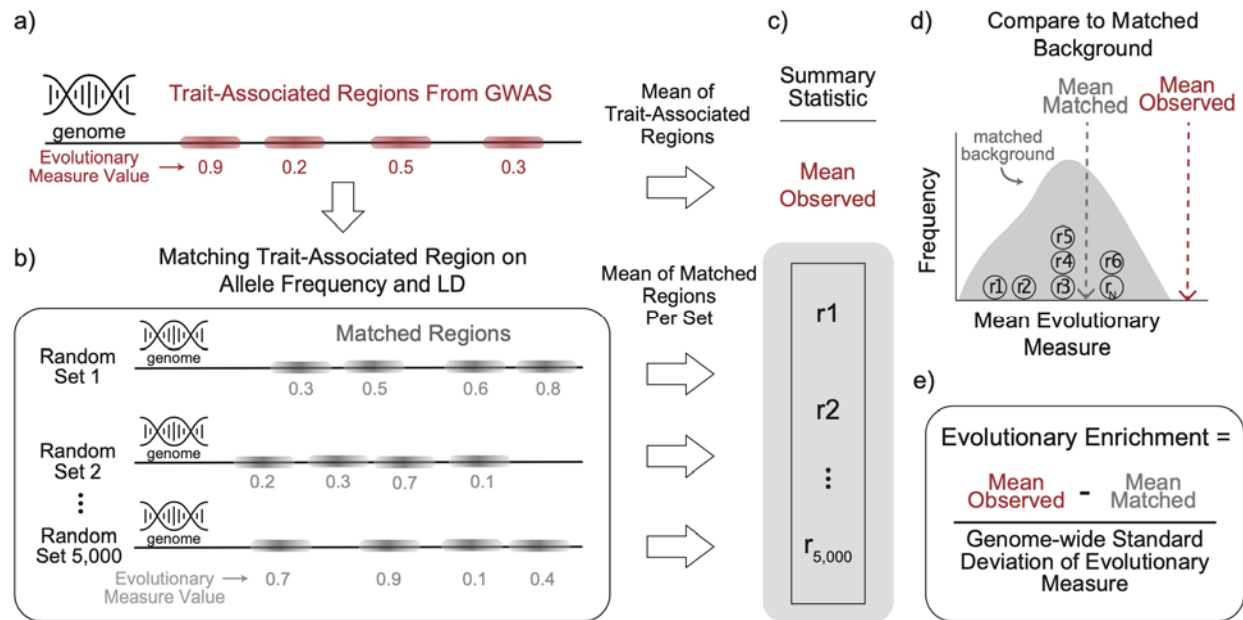 a)
genome
Trait-Associated Regions From GWAS
Evolutionary
Measure Value
0.9
0.2
0.5
0.3
Mean of
Trait-Associated
Regions
b)
Matching Trait-Associated Region on
Allele Frequency and LD
Matched Regions
Random
Set 1
genome
0.3
0.5
0.6
0.8
Random
Set 2
genome
0.2
0.3
0.7
0.1
Random
Set 5,000
genome
Evolutionary
Measure Value
0.7
0.9
0.1
0.4
Mean of Matched
Regions
Per Set
c)
Summary
Statistic
Mean
Observed
r1
r2
r5,000
d)
Compare to Matched
Background
Mean
Matched
Mean
Observed
matched
background
Frequency
r5
r4
r6
r1
r2
r3
rN
Mean Evolutionary
Measure
e)
Evolutionary Enrichment =
Mean
Observed
-
Mean
Matched
Genome-wide Standard
Deviation of Evolutionary
Measure